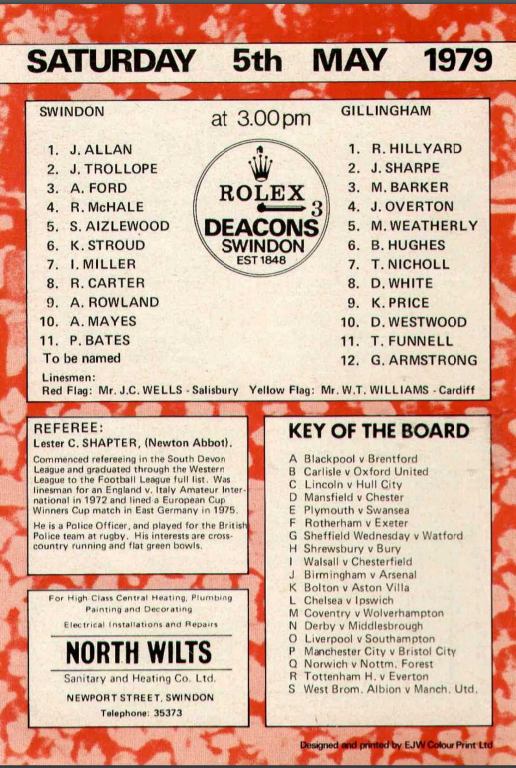 SATURDAY 5th MAY 1979
SWINDON
1. J. ALLAN
2. J. TROLLOPE
3. A. FORD
4. R. McHALE
5. S. AIZLEWOOD
6. K. STROUD
7. I. MILLER
8. R. CARTER
9. A. ROWLAND
10. A. MAYES
11. P. BATES
To be named
at 3.00pm
ROLEX
3
DEACONS
SWINDON
EST 1848
GILLINGHAM
1. R. HILLYARD
2. J. SHARPE
3. M. BARKER
4. J. OVERTON
5. M. WEATHERLY
6. B. HUGHES
7. T. NICHOLL
8. D. WHITE
9. K. PRICE
10. D. WESTWOOD
11. T. FUNNELL
12. G. ARMSTRONG
Linesmen:
Red Flag: Mr. J.C. WELLS - Salisbury Yellow Flag: Mr. W.T. WILLIAMS - Cardiff
REFEREE:
Lester C. SHAPTER, (Newton Abbot).
Commenced refereeing in the South Devon
League and graduated through the Western
League to the Football League full list. Was
linesman for an England v. Italy Amateur Inter-
national in 1972 and lined a European Cup
Winners Cup match in East Germany in 1975.
He is a Police Officer, and played for the British
Police team at rugby. His interests are cross-
country running and flat green bowls.
For High Class Central Heating, Plumbing
Painting and Decorating
Electrical Installations and Repairs
NORTH WILTS
Sanitary and Heating Co. Ltd.
NEWPORT STREET, SWINDON
Telephone: 35373
KEY OF THE BOARD
A Blackpool v Brentford
B Carlisle v Oxford United
C Lincoln v Hull City
D Mansfield v Chester
E Plymouth v Swansea
F Rotherham v Exeter
G Sheffield Wednesday v Watford
H Shrewsbury v Bury
I Walsall v Chesterfield
J Birmingham v Arsenal
K Bolton v Aston Villa
L Chelsea v Ipswich
M Coventry v Wolverhampton
N Derby v Middlesbrough
O Liverpool v Southampton
P Manchester City v Bristol City
Q Norwich v Nottm. Forest
R Tottenham H. v Everton
S West Brom. Albion v Manch. Utd.
Designed and printed by EJW Colour Print Ltd